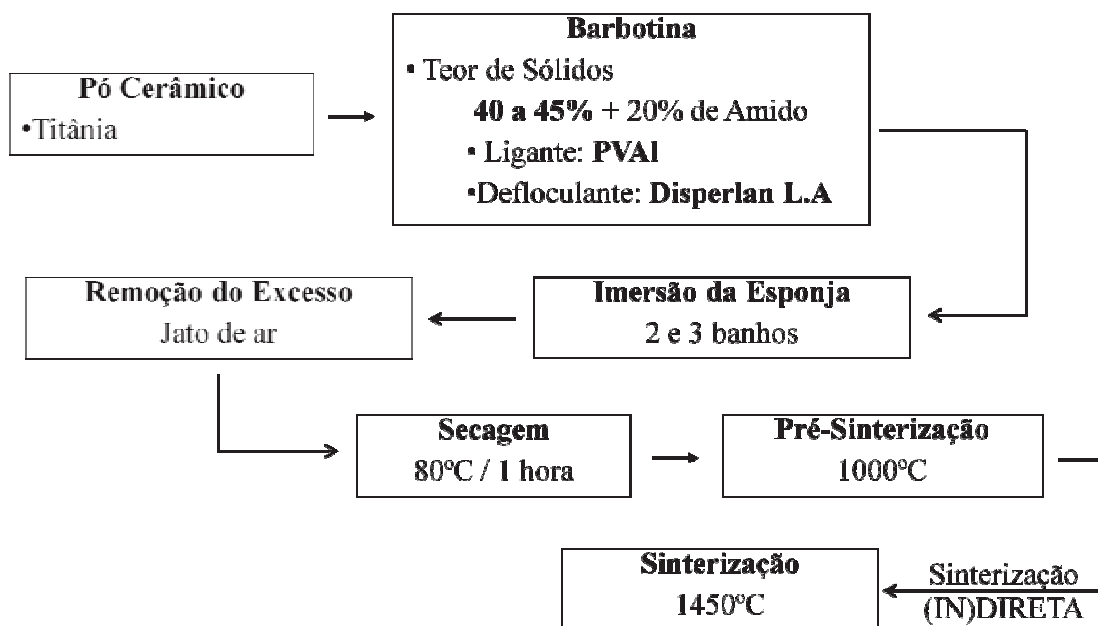 Pó Cerâmico
•Titânia
Barbotina
▪ Teor de Sólidos
40 a 45% + 20% de Amido
▪ Ligante: PVAl
▪Defloculante: Disperlan L.A
Remoção do Excesso
Jato de ar
Imersão da Esponja
2 e 3 banhos
Secagem
80ºC / 1 hora
Pré-Sinterização
1000ºC
Sinterização
1450ºC
Sinterização
(IN)DIRETA